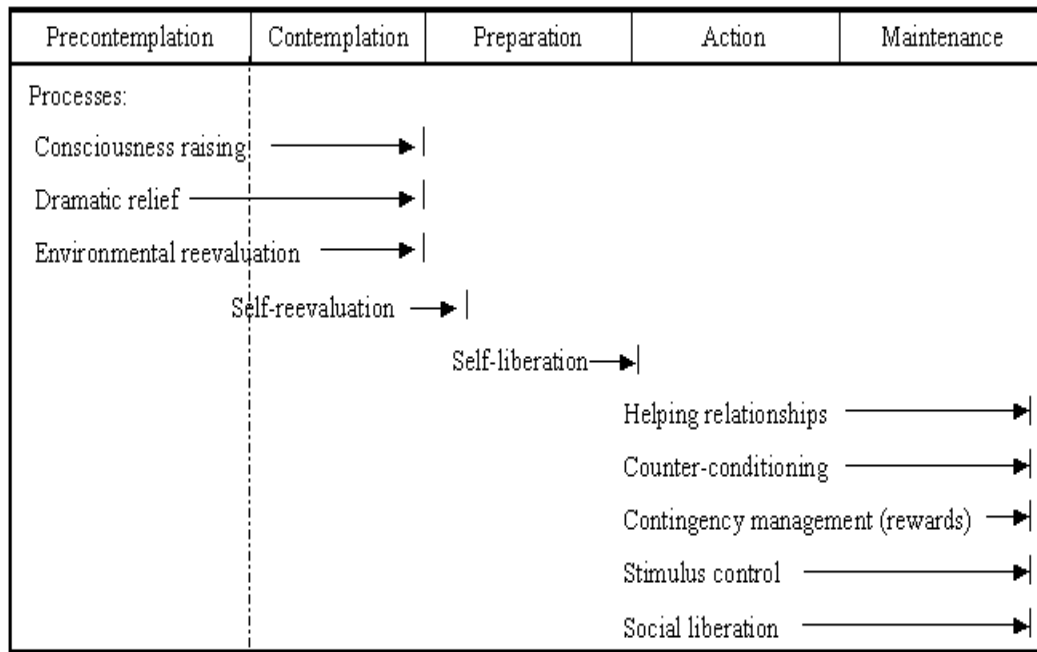 Precontemplation Contemplation Preparation Action Maintenance
Processes:
Consciousness raising
Dramatic relief
Environmental reevaluation
Self-reevaluation
Self-liberation
Helping relationships
Counter-conditioning
Contingency management (rewards)
Stimulus control
Social liberation